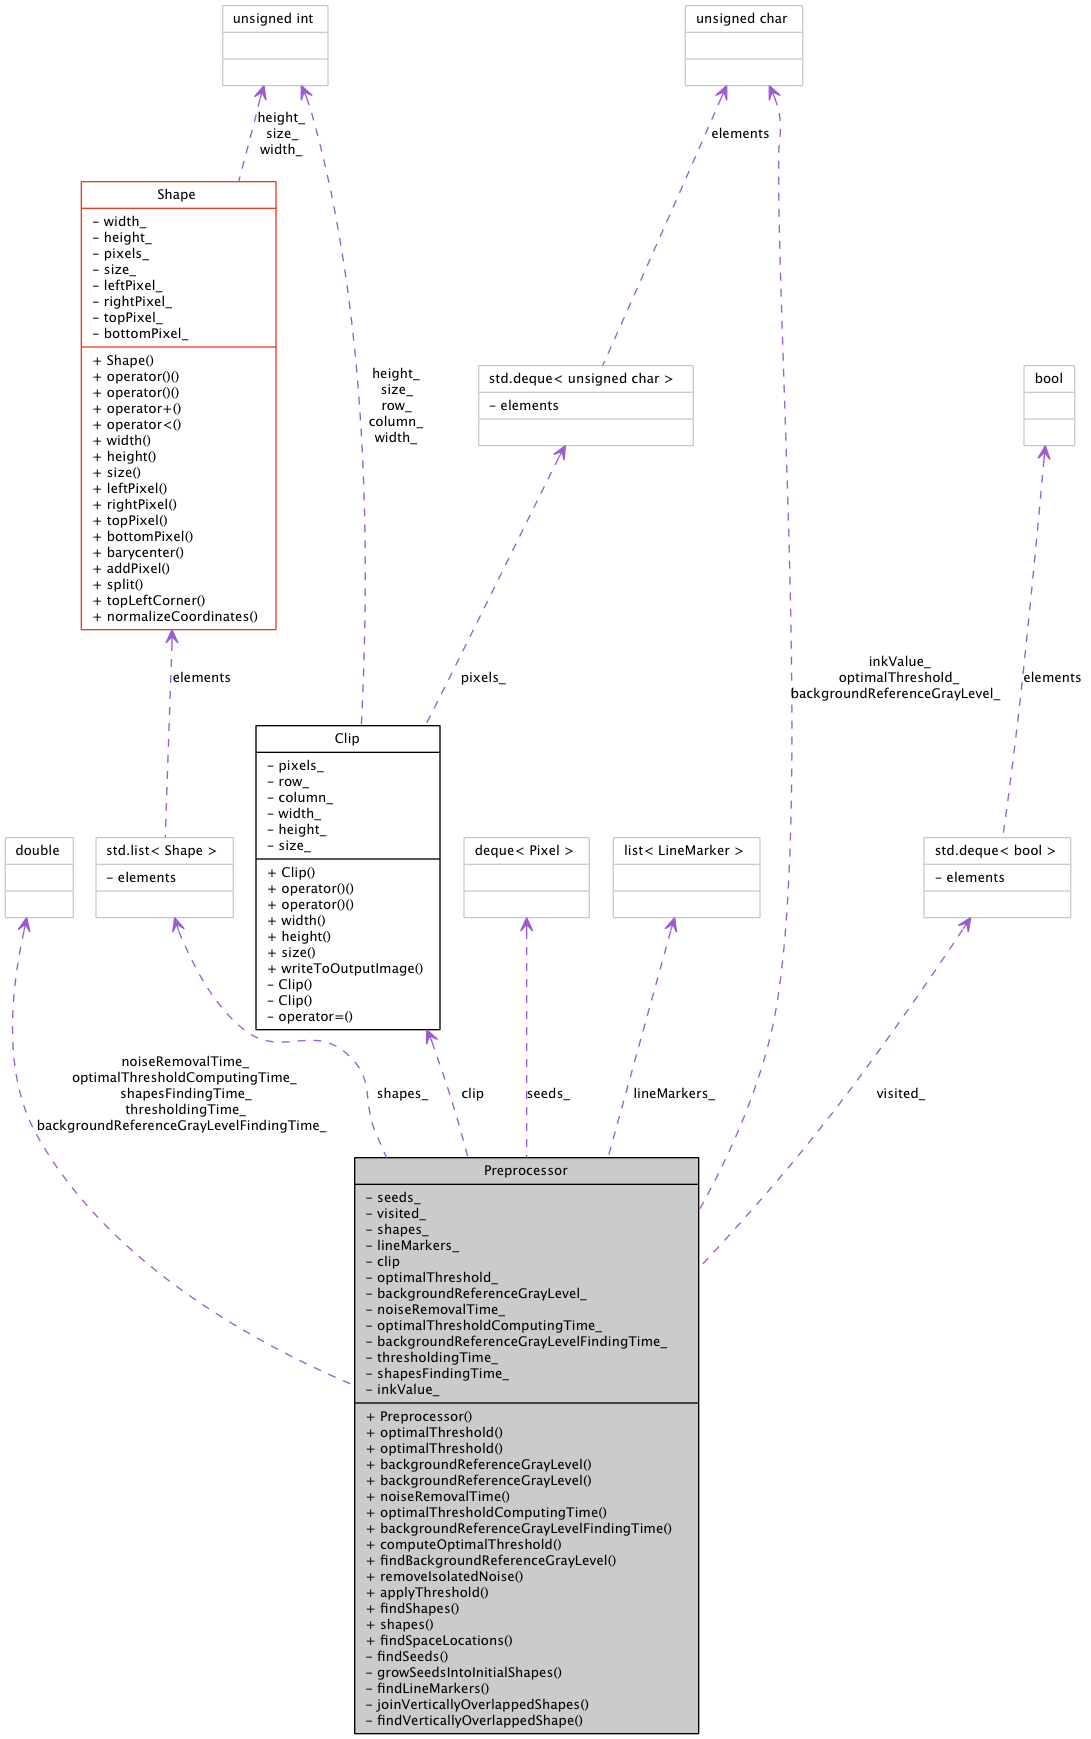 unsigned int
unsigned char
height_
size_
width_
elements
Shape
– width_
– height_
– pixels_
– size_
– leftPixel_
– rightPixel_
– topPixel_
– bottomPixel_
+ Shape()
+ operator()()
+ operator()()
+ operator+()
+ operator<()
+ width()
+ height()
+ size()
+ leftPixel()
+ rightPixel()
+ topPixel()
+ bottomPixel()
+ barycenter()
+ addPixel()
+ split()
+ topLeftCorner()
+ normalizeCoordinates()
height_
size_
row_
column_
width_
std.deque< unsigned char >
– elements
bool
elements
pixels_
inkValue_
optimalThreshold_
backgroundReferenceGrayLevel_
elements
Clip
– pixels_
– row_
– column_
– width_
– height_
– size_
+ Clip()
+ operator()()
+ operator()()
+ width()
+ height()
+ size()
+ writeToOutputImage()
– Clip()
– Clip()
– operator=()
double
std.list< Shape >
– elements
deque< Pixel >
list< LineMarker >
std.deque< bool >
– elements
noiseRemovalTime_
optimalThresholdComputingTime_
shapesFindingTime_
thresholdingTime_
backgroundReferenceGrayLevelFindingTime_
shapes_
clip
seeds_
lineMarkers_
visited_
Preprocessor
– seeds_
– visited_
– shapes_
– lineMarkers_
– clip
– optimalThreshold_
– backgroundReferenceGrayLevel_
– noiseRemovalTime_
– optimalThresholdComputingTime_
– backgroundReferenceGrayLevelFindingTime_
– thresholdingTime_
– shapesFindingTime_
– inkValue_
+ Preprocessor()
+ optimalThreshold()
+ optimalThreshold()
+ backgroundReferenceGrayLevel()
+ backgroundReferenceGrayLevel()
+ noiseRemovalTime()
+ optimalThresholdComputingTime()
+ backgroundReferenceGrayLevelFindingTime()
+ computeOptimalThreshold()
+ findBackgroundReferenceGrayLevel()
+ removeIsolatedNoise()
+ applyThreshold()
+ findShapes()
+ shapes()
+ findSpaceLocations()
– findSeeds()
– growSeedsIntoInitialShapes()
– findLineMarkers()
– joinVerticallyOverlappedShapes()
– findVerticallyOverlappedShape()